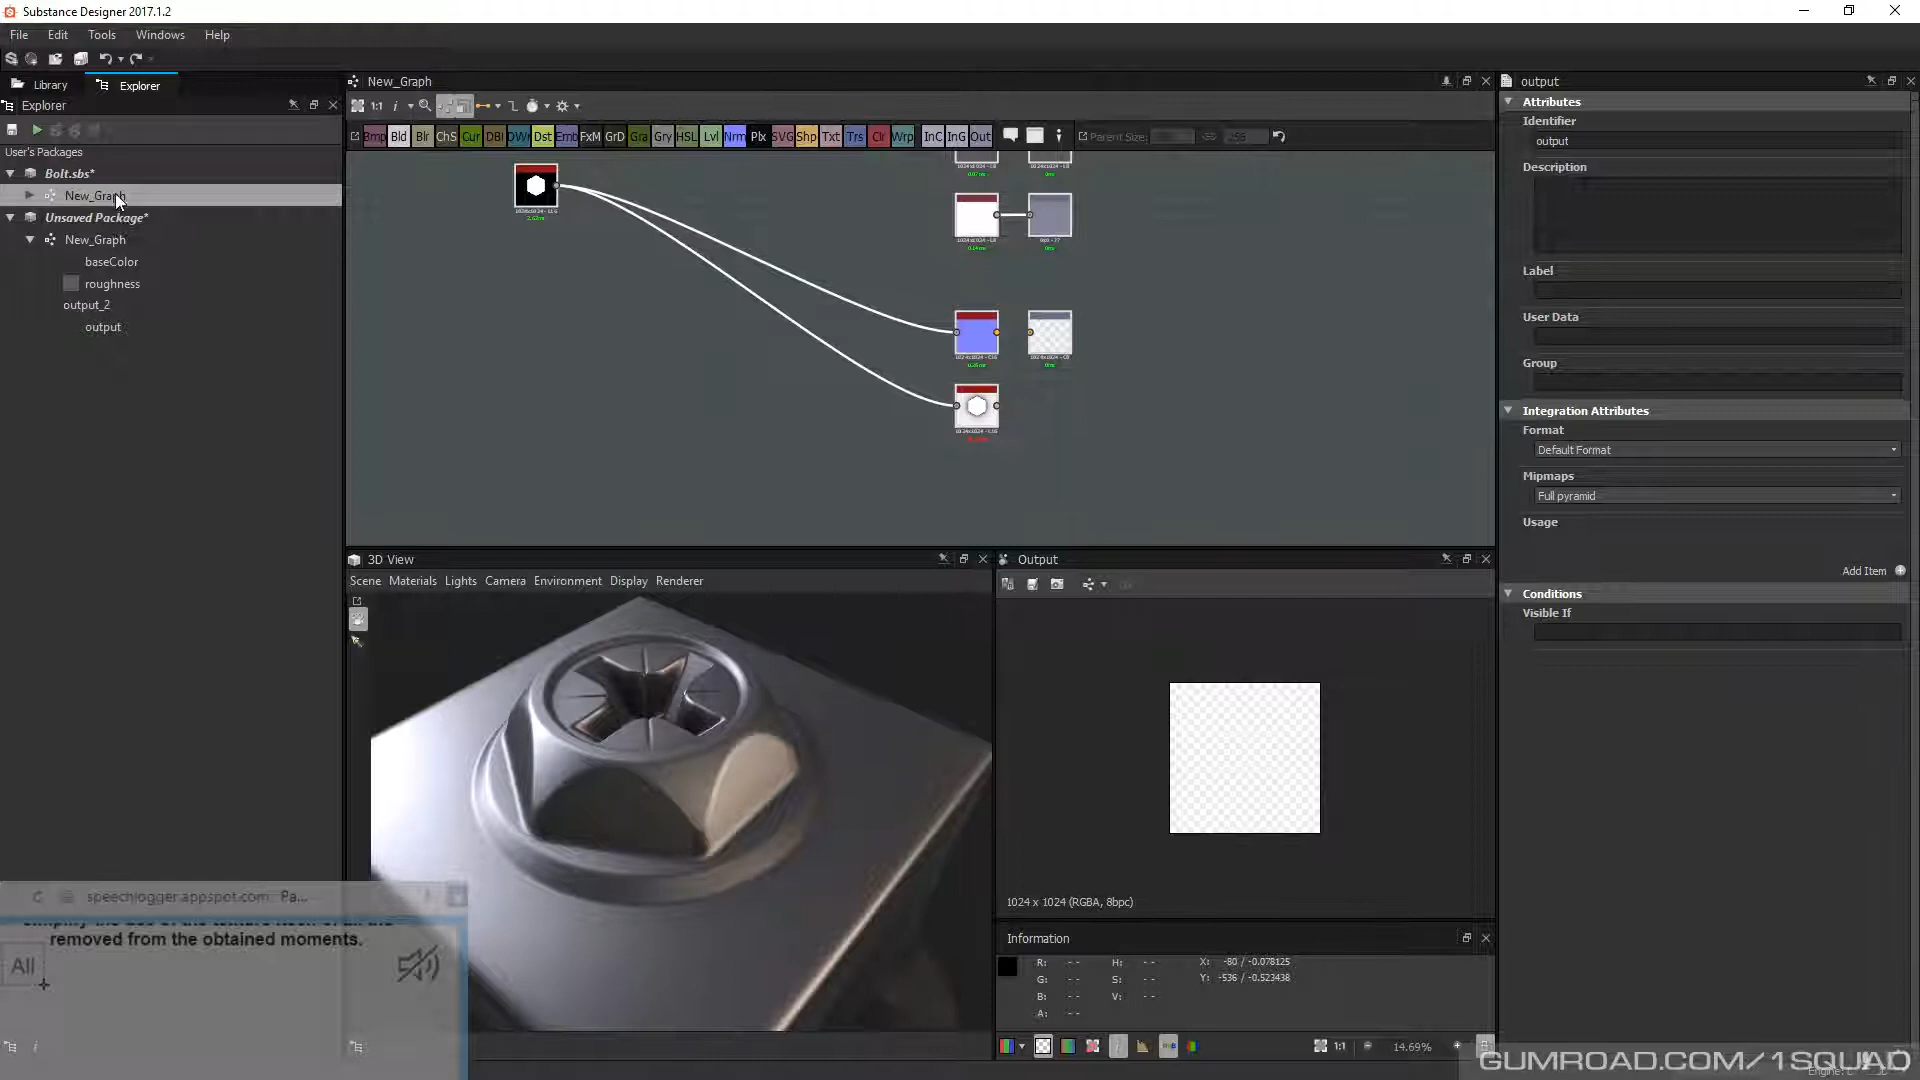 Substance Designer 2017.1.2
File Edit Tools Windows Help
Library Explorer
Explorer
User's Packages
Bolt.sbs*
New_Graph
Unsaved Package*
New_Graph
baseColor
roughness
output_2
output
New_Graph
1:1
Bmp Bld Blr ChS Cur DBl DWr Dst Emb FxM GrD Gra Gry HSL Lvl Nrm Plx SVG Shp Txt Trs Clr Wrp InC InG Out
Parent Size:
3D View
Scene Materials Lights Camera Environment Display Renderer
Output
1024 x 1024 (RGBA, 8bpc)
Information
R: -- H: -- X: -80 / -0.078125
G: -- S: -- Y: -536 / -0.523438
B: -- V: --
A: --
1:1 14.69%
output
Attributes
Identifier
output
Description
Label
User Data
Group
Integration Attributes
Format
Default Format
Mipmaps
Full pyramid
Usage
Add Item
Conditions
Visible If
speechlogger.appspot.com Pa...
removed from the obtained moments.
All
GUMROAD.COM/1SQUAD